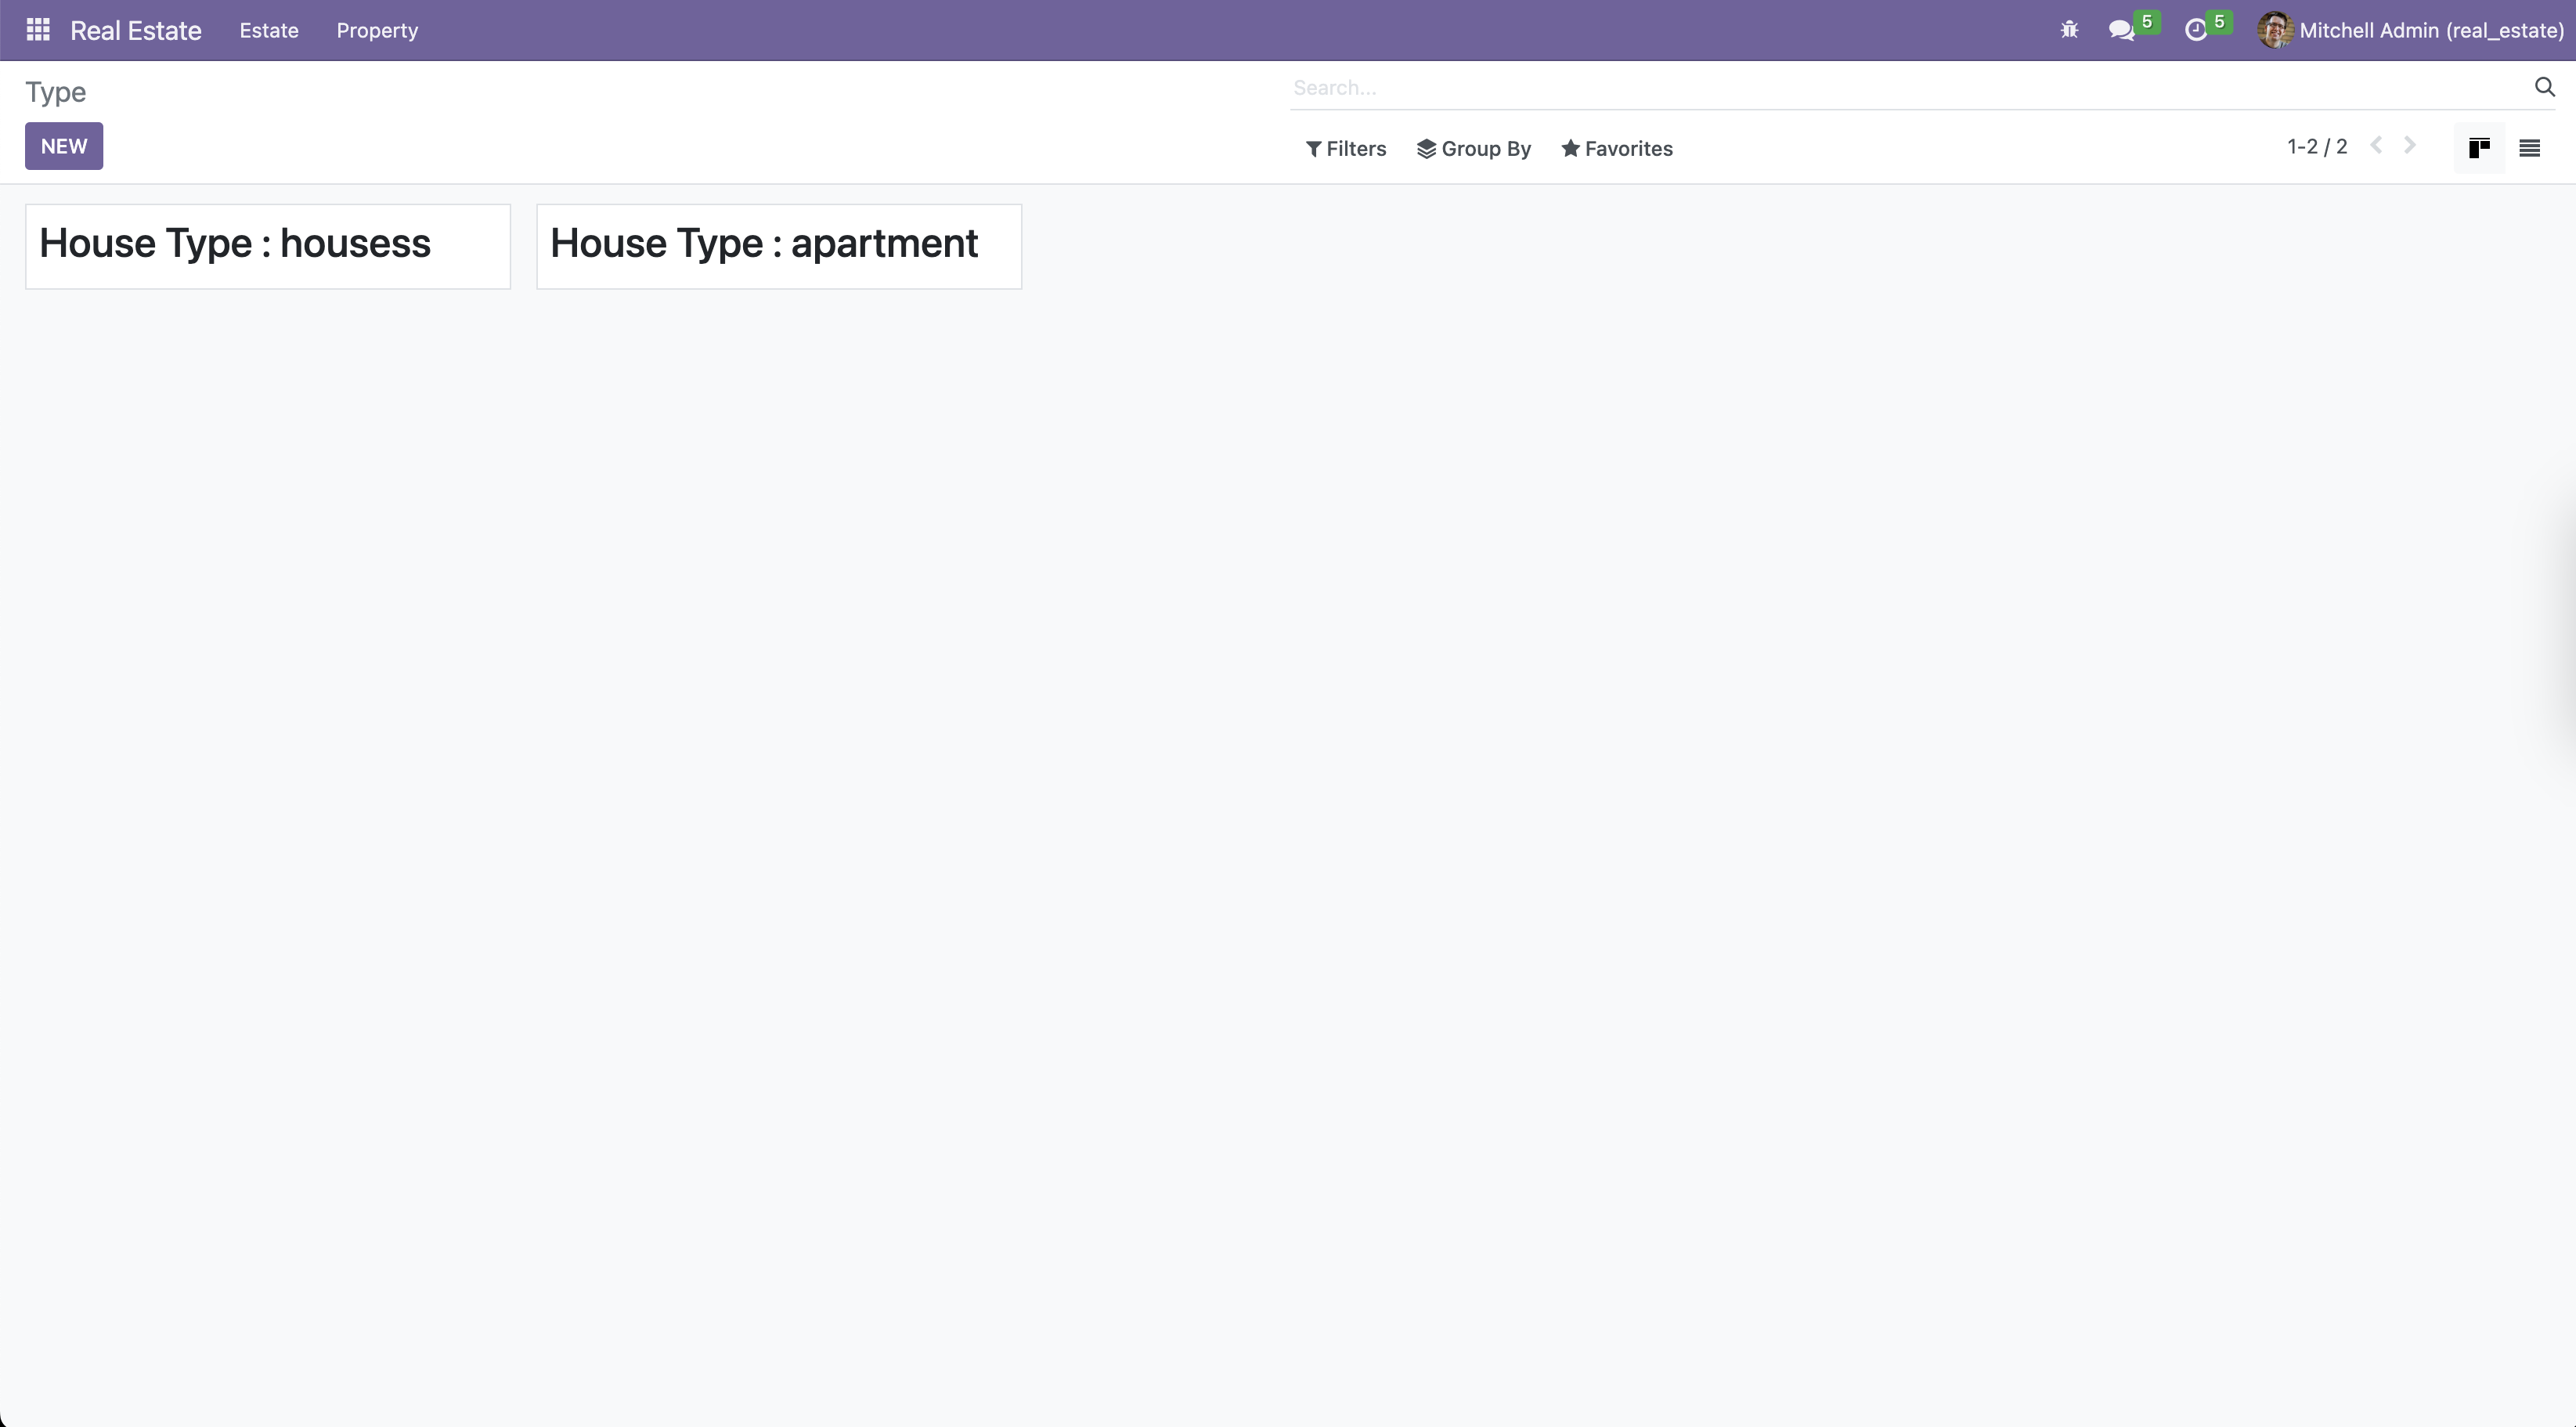 Real Estate Estate Property 5 5 Mitchell Admin (real_estate)
Type Search...
NEW Filters Group By Favorites 1-2 / 2
House Type : housess House Type : apartment